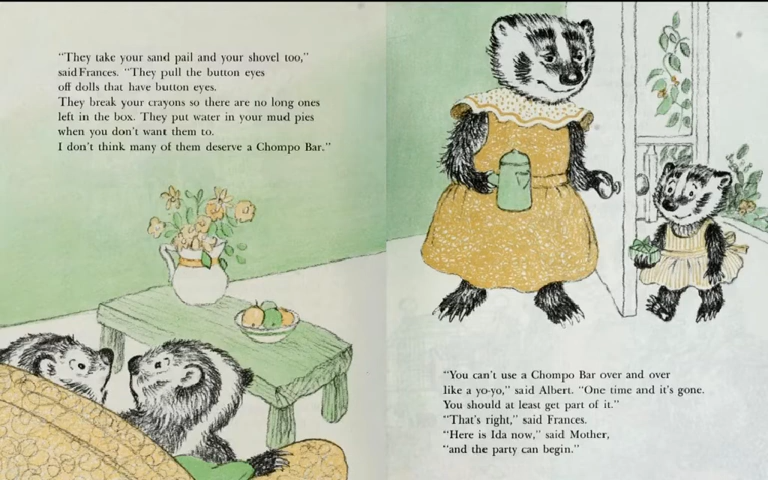 “They take your sand pail and your shovel too,”
said Frances. “They pull the button eyes
off dolls that have button eyes.
They break your crayons so there are no long ones
left in the box. They put water in your mud pies
when you don’t want them to.
I don’t think many of them deserve a Chompo Bar.”
“You can’t use a Chompo Bar over and over
like a yo-yo,” said Albert. “One time and it’s gone.
You should at least get part of it.”
“That’s right,” said Frances.
“Here is Ida now,” said Mother,
“and the party can begin.”